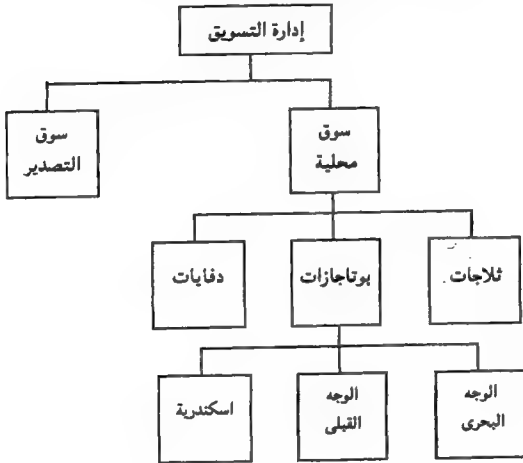 إدارة التسويق
سوق
محلية
سوق
التصدير
ثلاجات
بوتاجازات
دفايات
الوجه
البحرى
الوجه
القبلى
اسكندرية